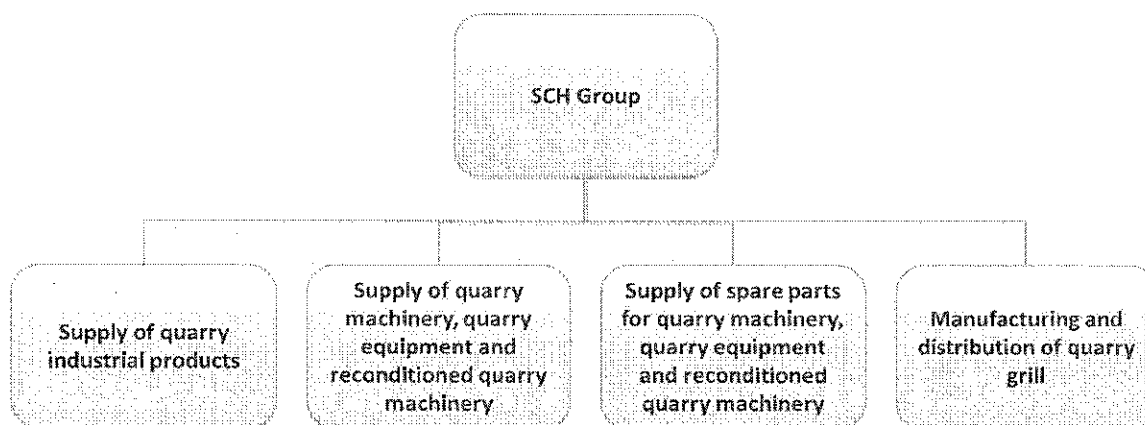 SCH Group
Supply of quarry
industrial products
Supply of quarry
machinery, quarry
equipment and
reconditioned quarry
machinery
Supply of spare parts
for quarry machinery,
quarry equipment
and reconditioned
quarry machinery
Manufacturing and
distribution of quarry
grill